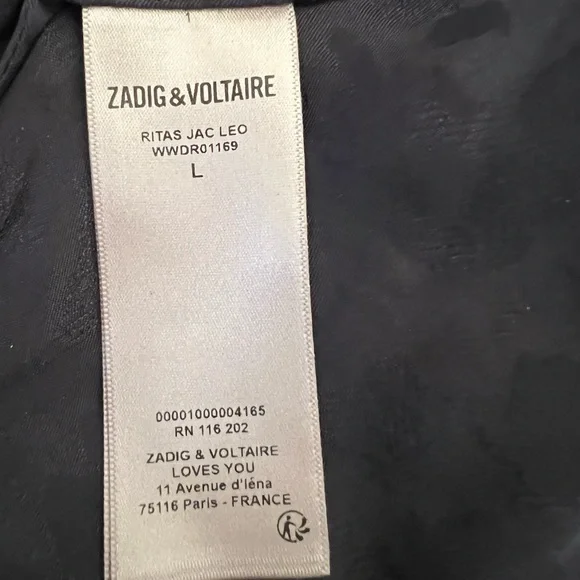 1
ZADIG & VOLTAIRE
RITAS JAC LEO
WWDR01169
L
00001000004165
RN 116 202
ZADIG & VOLTAIRE
LOVES YOU
11 Avenue d'Iéna
75116 Paris - FRANCE